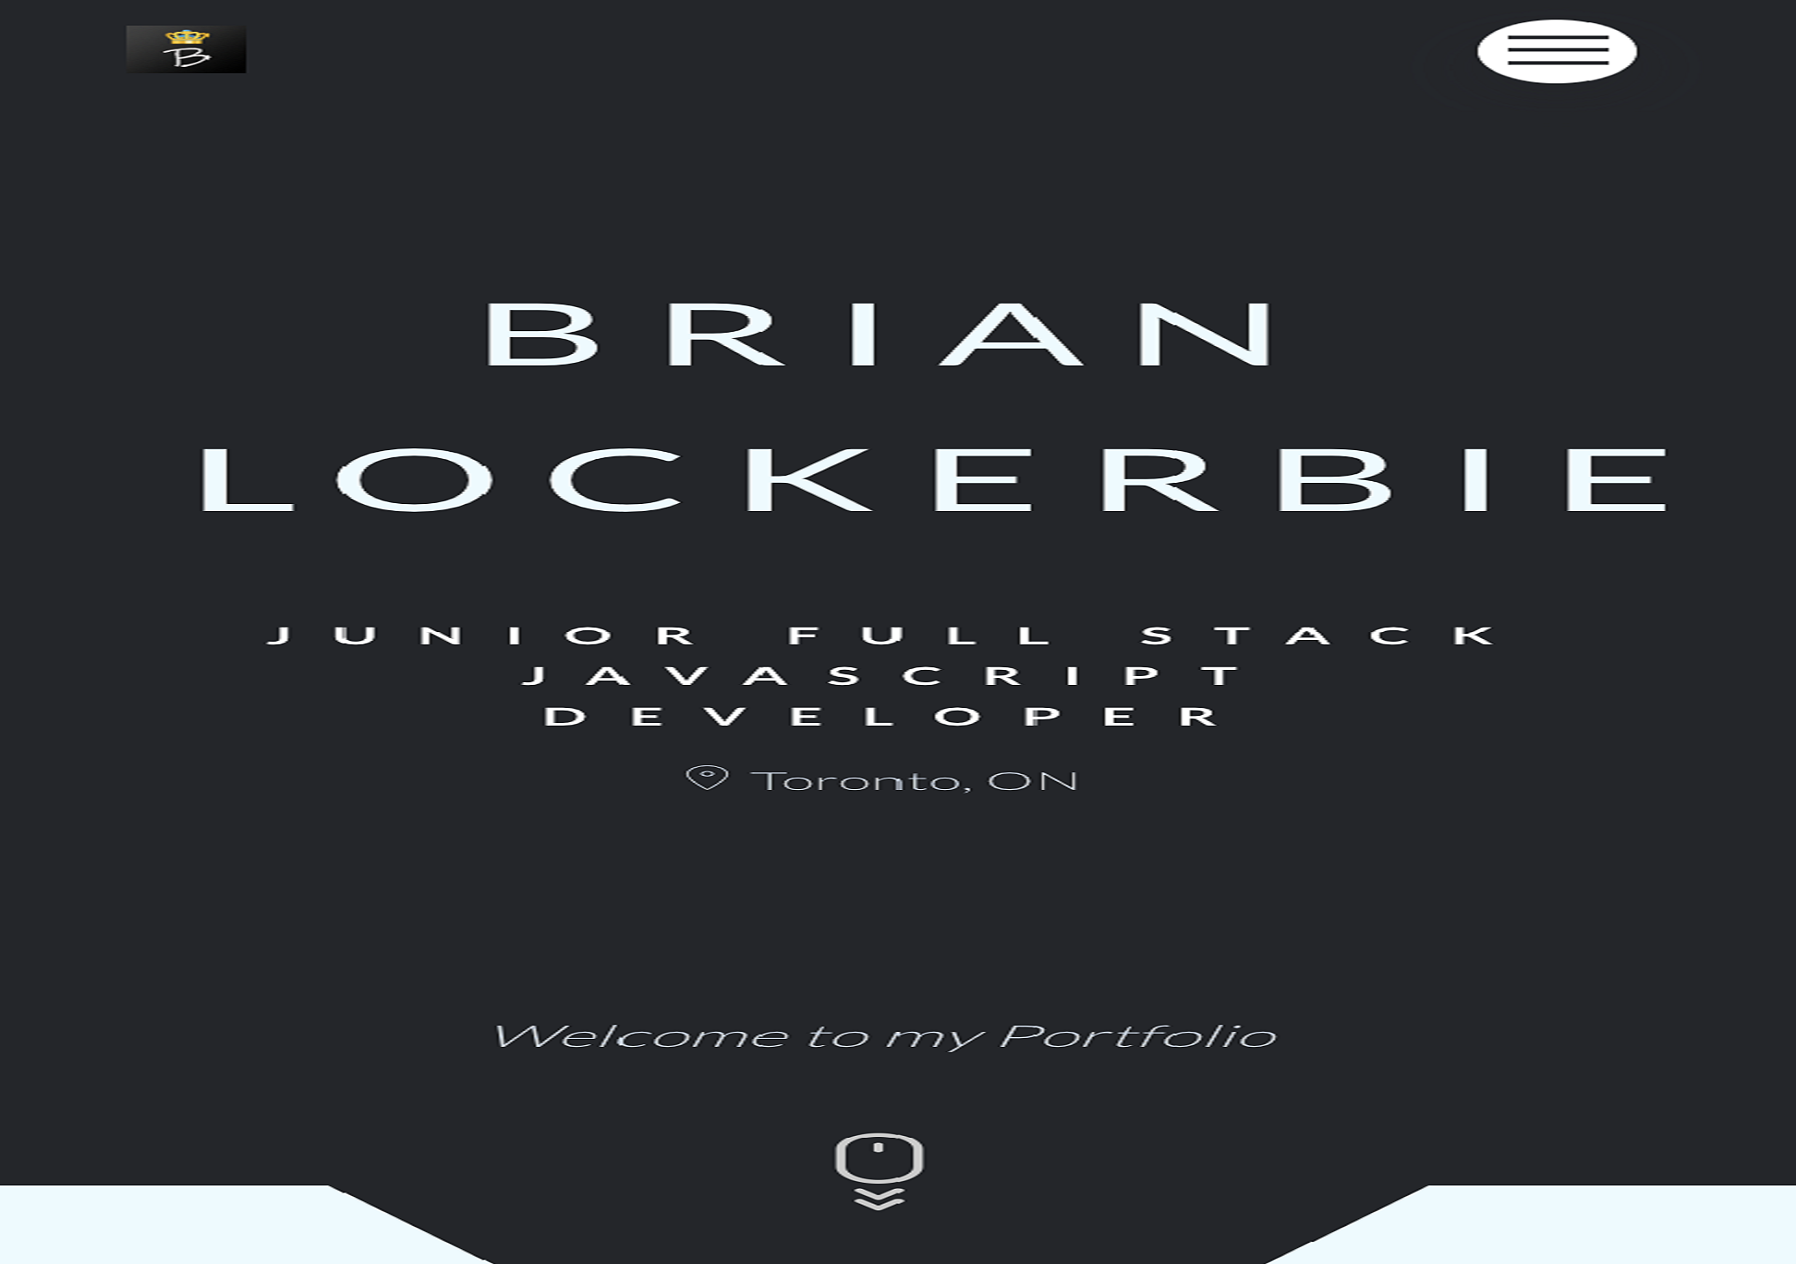 B
BRIAN
LOCKERBIE
JUNIOR FULL STACK
JAVASCRIPT
DEVELOPER
Toronto, ON
Welcome to my Portfolio